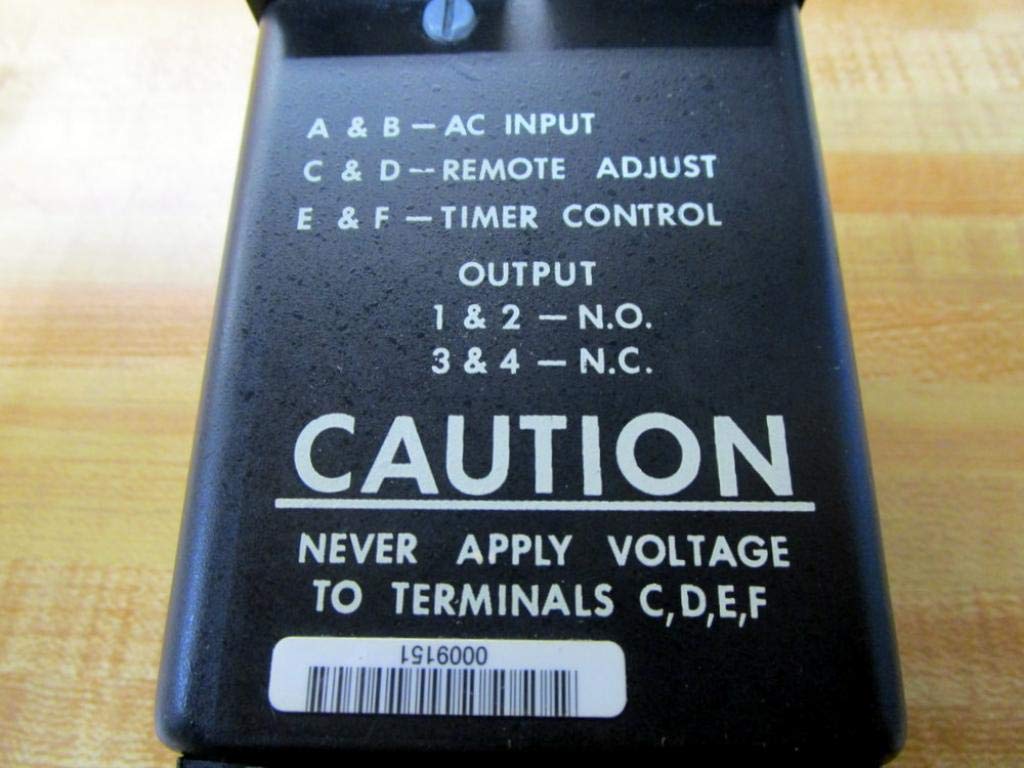 A & B — AC INPUT
C & D -- REMOTE ADJUST
E & F — TIMER CONTROL
OUTPUT
1 & 2 — N.O.
3 & 4 — N.C.
CAUTION
NEVER APPLY VOLTAGE
TO TERMINALS C,D,E,F
0009151